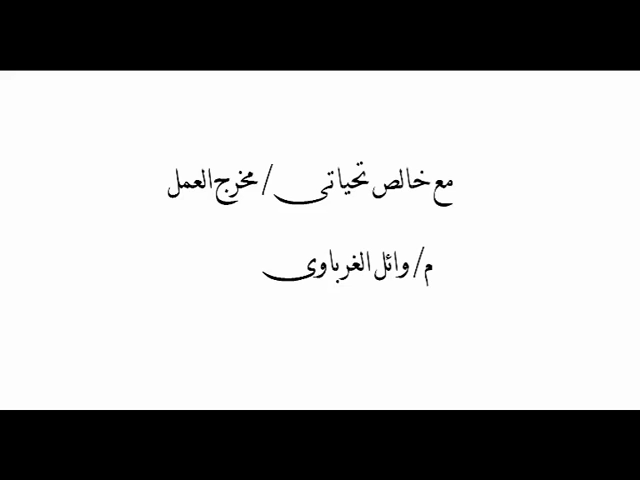 مع خالص تحياتى / مخرج العمل
م/ وائل الغرباوى